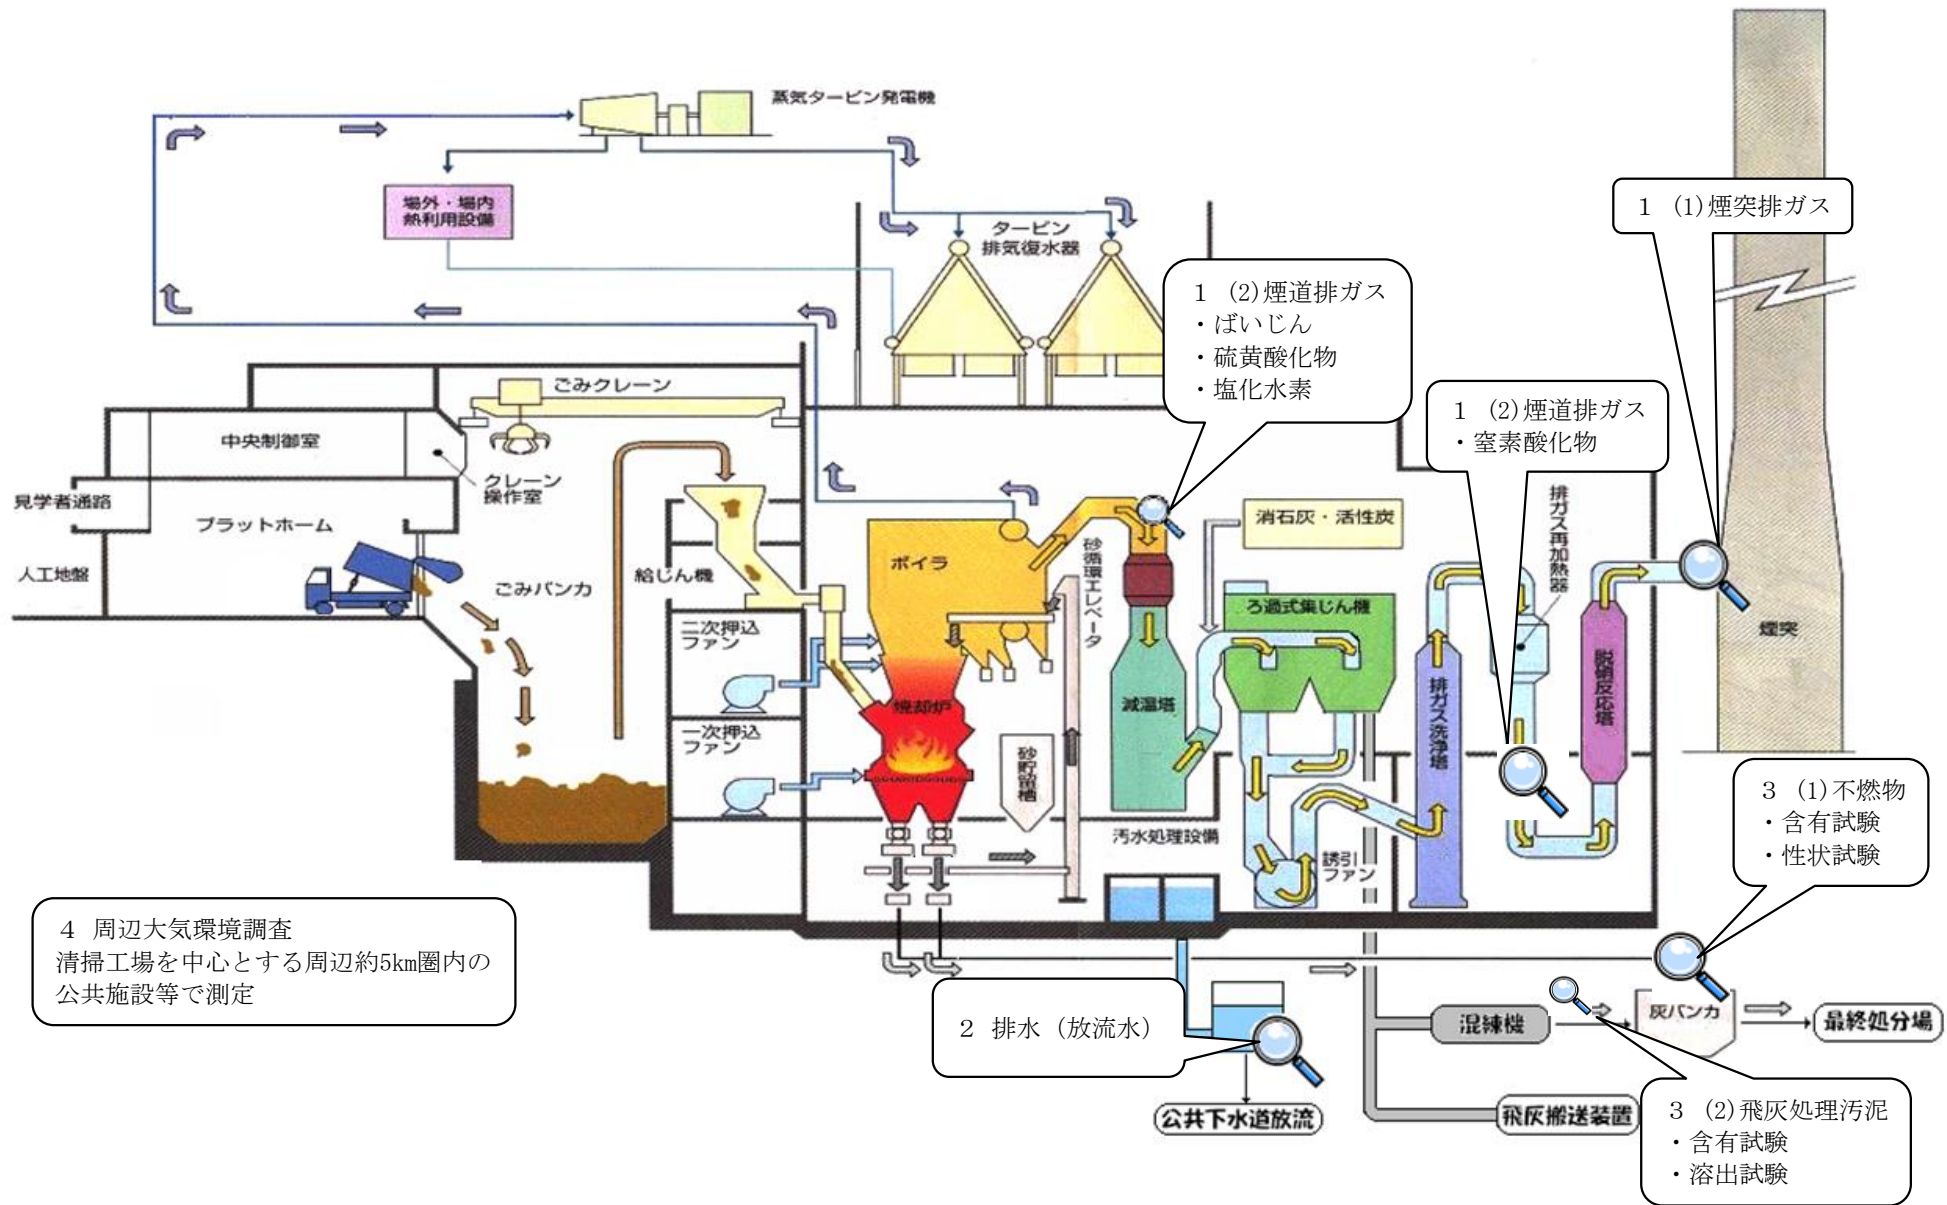 蒸気タービン発電機
場外・場内
熱利用設備
タービン
排気復水器
1 (1)煙突排ガス
1 (2)煙道排ガス
・ばいじん
・硫黄酸化物
・塩化水素
1 (2)煙道排ガス
・窒素酸化物
ごみクレーン
中央制御室
クレーン
操作室
見学者通路
プラットホーム
人工地盤
ごみバンカ
給じん機
二次押込
ファン
一次押込
ファン
ボイラ
焼却炉
砂循環エレベータ
砂貯留槽
減温塔
消石灰・活性炭
ろ過式集じん機
排ガス洗浄塔
排ガス再加熱器
脱硝反応塔
煙突
汚水処理設備
誘引
ファン
3 (1)不燃物
・含有試験
・性状試験
4 周辺大気環境調査
清掃工場を中心とする周辺約5km圏内の
公共施設等で測定
2 排水（放流水）
公共下水道放流
混練機
灰バンカ
最終処分場
飛灰搬送装置
3 (2)飛灰処理汚泥
・含有試験
・溶出試験